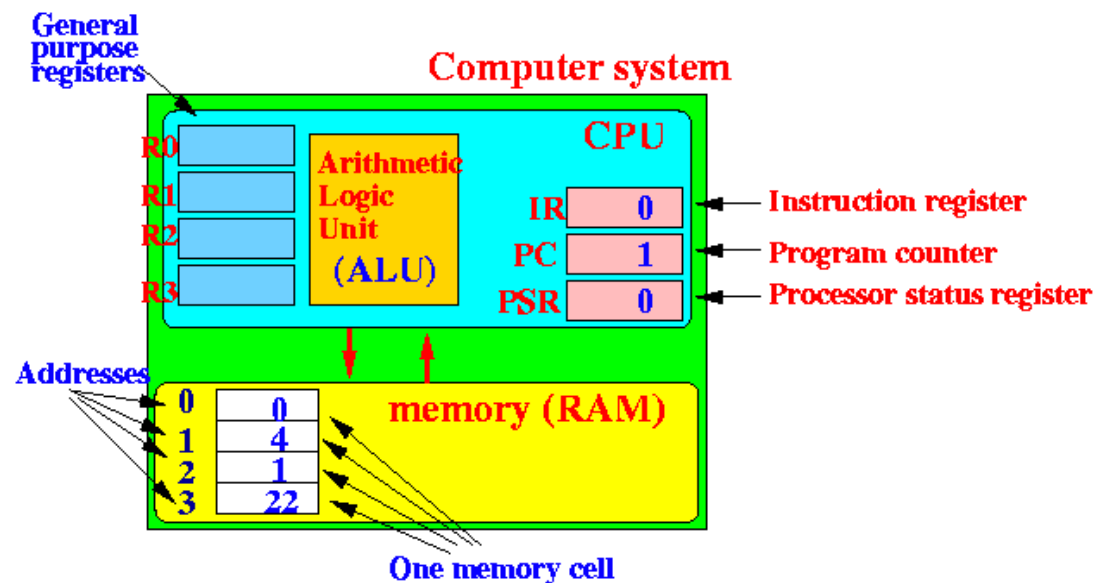 General
purpose
registers
Computer system
CPU
R0
R1
R2
R3
Arithmetic
Logic
Unit
(ALU)
IR 0
PC 1
PSR 0
Instruction register
Program counter
Processor status register
Addresses
memory (RAM)
0 0
1 4
2 1
3 22
One memory cell